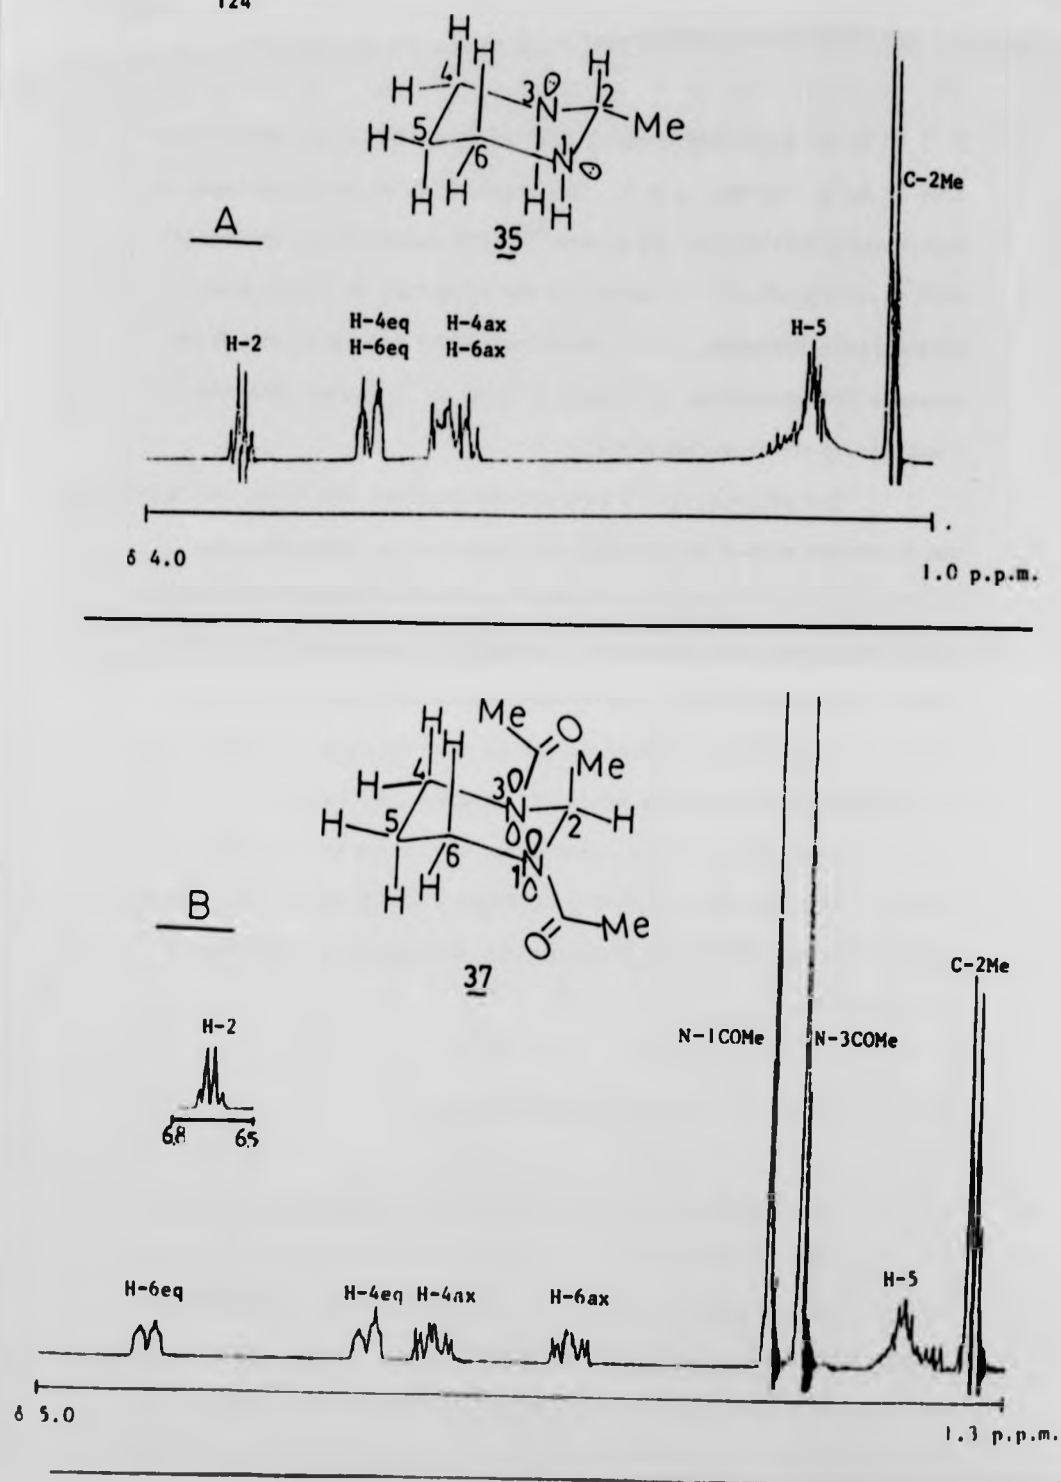 124
H H
H 4 3 N 2 H
Me
H 5 6 1 N
H H H H
A
35
C-2Me
H-4eq H-4ax
H-2 H-6eq H-6ax H-5
δ 4.0
1.0 p.p.m.
Me O
H H Me
H 4 3 N
H 5 6 2 H
1 N
H H
B
O Me
37
C-2Me
H-2
N-1COMe N-3COMe
6.8 6.5
H-6eq H-4eq H-4ax H-6ax H-5
δ 5.0
1.3 p.p.m.